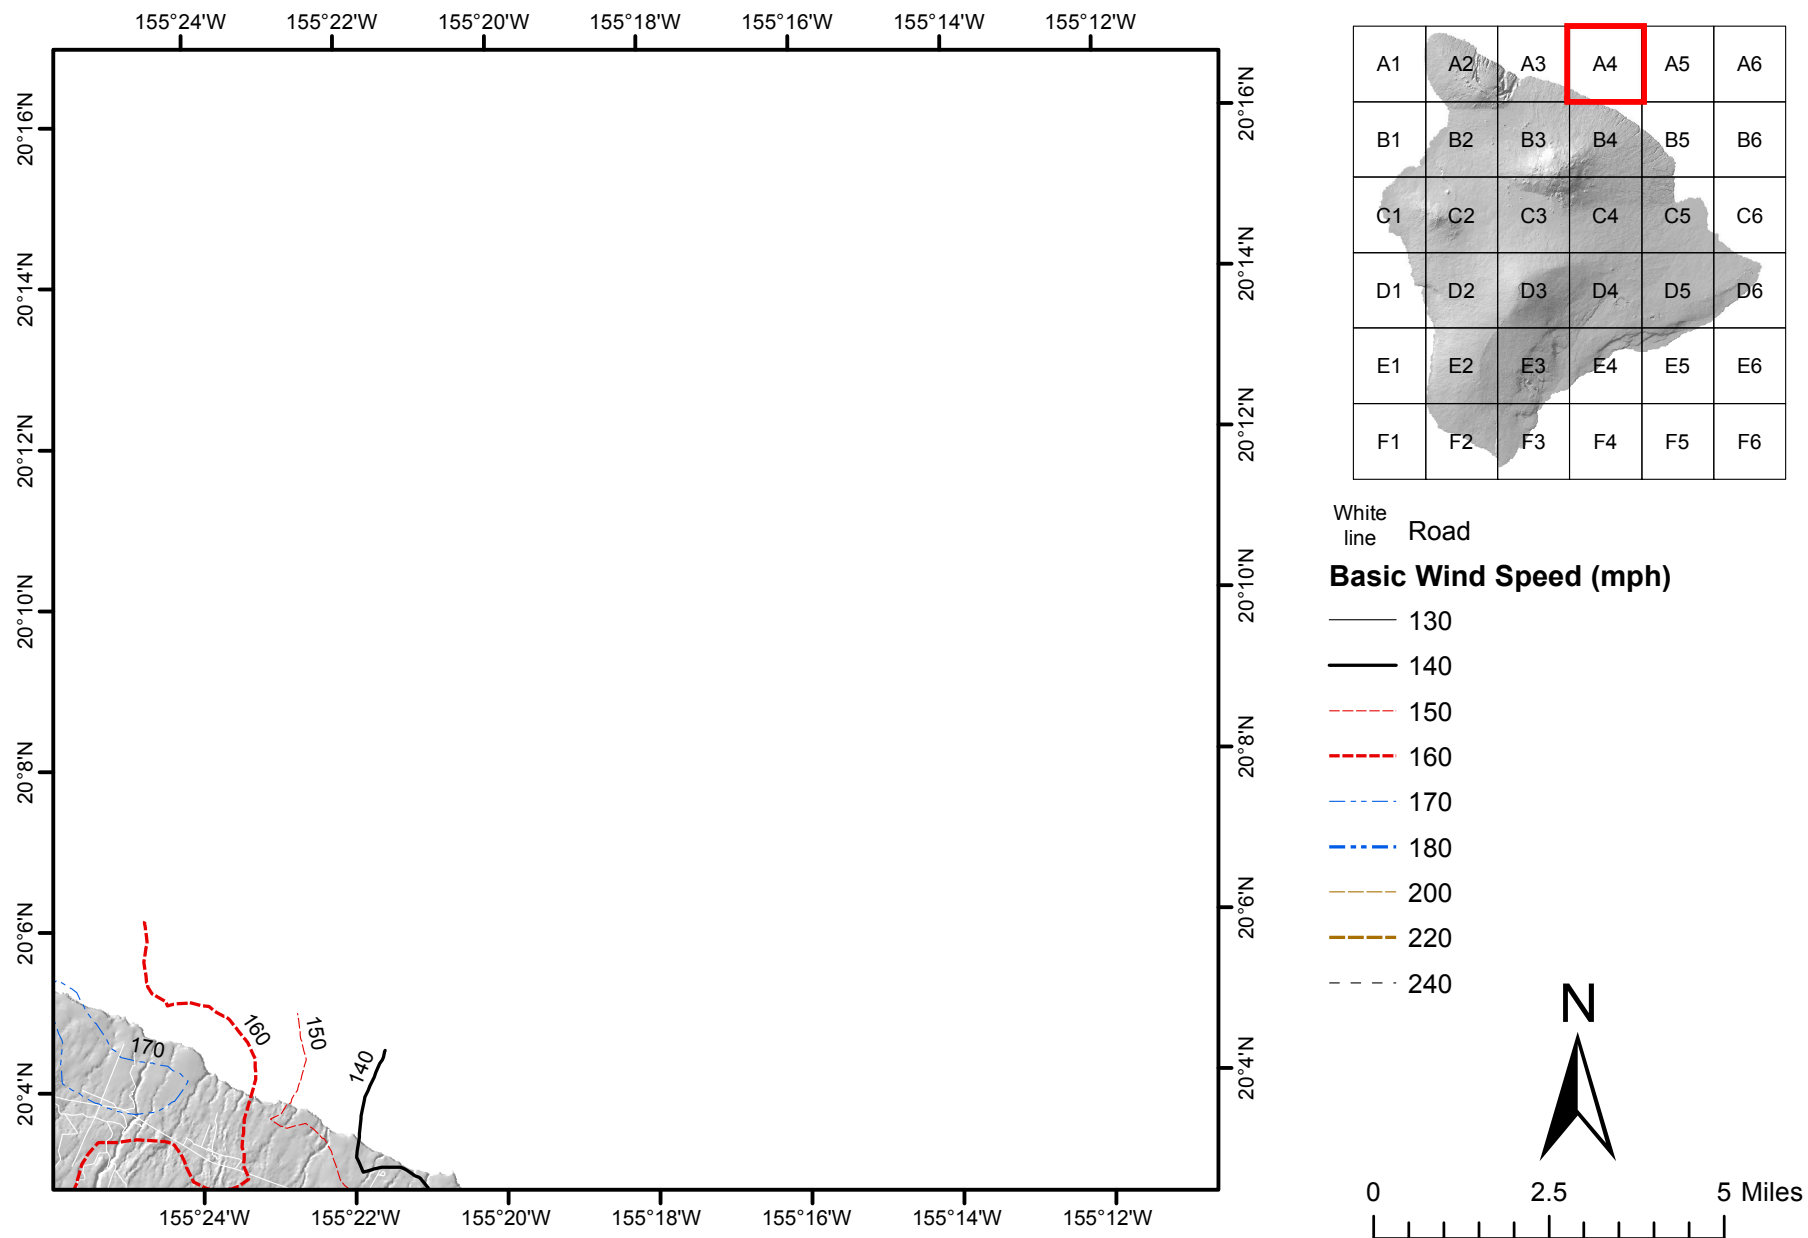 155°24'W 155°22'W 155°20'W 155°18'W 155°16'W 155°14'W 155°12'W
20°16'N
20°14'N
20°12'N
20°10'N
20°8'N
20°6'N
20°4'N
160
150
140
170
20°16'N
20°14'N
20°12'N
20°10'N
20°8'N
20°6'N
20°4'N
155°24'W 155°22'W 155°20'W 155°18'W 155°16'W 155°14'W 155°12'W
A1 A2 A3 A4 A5 A6
B1 B2 B3 B4 B5 B6
C1 C2 C3 C4 C5 C6
D1 D2 D3 D4 D5 D6
E1 E2 E3 E4 E5 E6
F1 F2 F3 F4 F5 F6
White
line Road
Basic Wind Speed (mph)
130
140
150
160
170
180
200
220
240
N
0 2.5 5 Miles